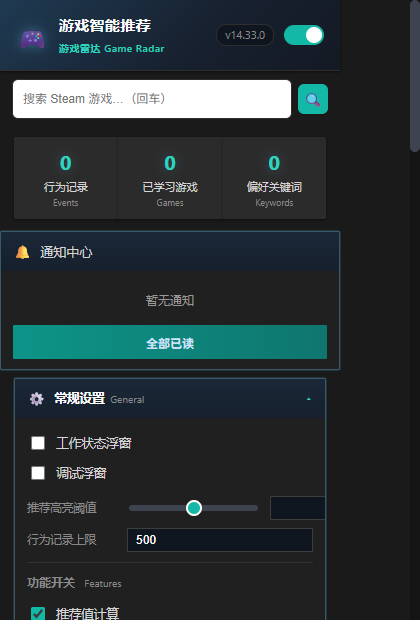 游戏智能推荐
游戏雷达 Game Radar
v14.33.0
搜索 Steam 游戏…（回车）
0 0 0
行为记录 已学习游戏 偏好关键词
Events Games Keywords
通知中心
暂无通知
全部已读
常规设置 General
工作状态浮窗
调试浮窗
推荐高亮阈值
行为记录上限 500
功能开关 Features
推荐值计算